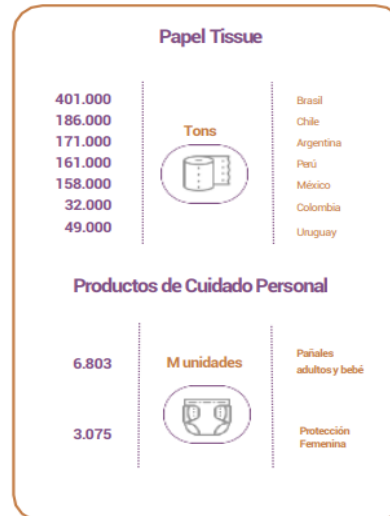 Papel Tissue
401.000
186.000
171.000
161.000
158.000
32.000
49.000
Tons
Brasil
Chile
Argentina
Perú
México
Colombia
Uruguay
Productos de Cuidado Personal
6.803
M unidades
Pañales
adultos y bebé
3.075
Protección
Femenina